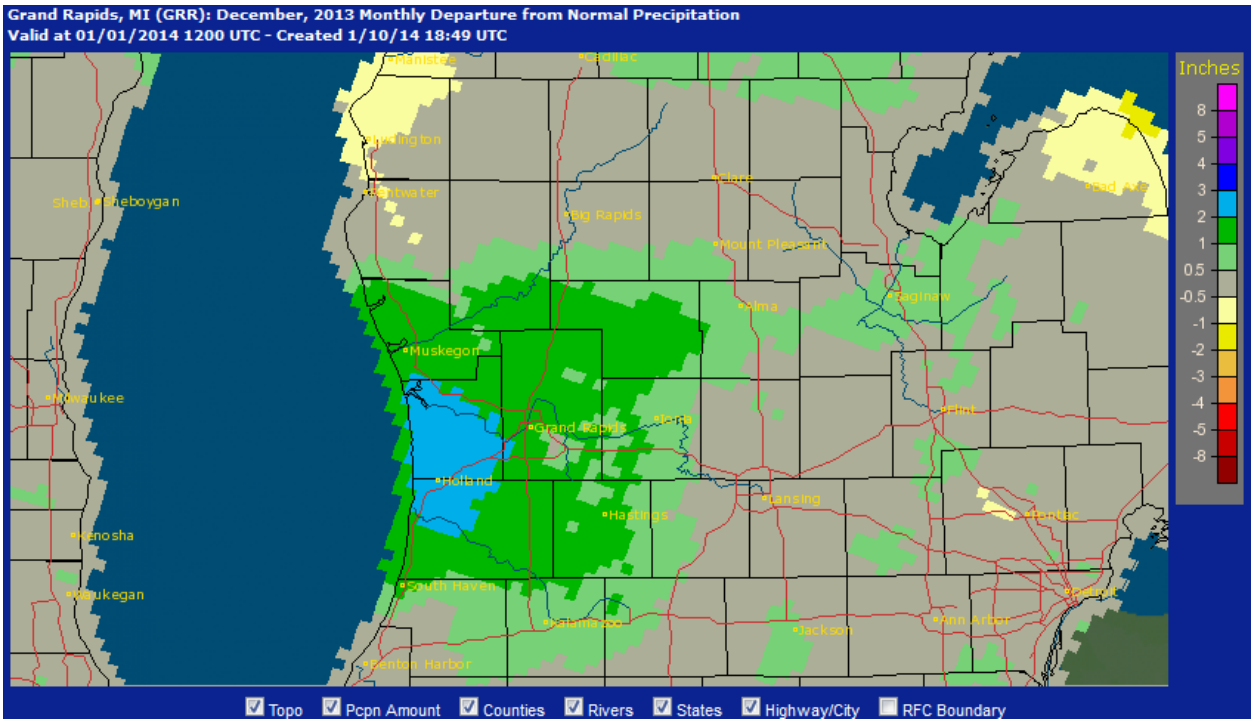 Grand Rapids, MI (GRR): December, 2013 Monthly Departure from Normal Precipitation
Valid at 01/01/2014 1200 UTC - Created 1/10/14 18:49 UTC
Manistee
Cadillac
Inches
8
5
4
3
2
1
0.5
-0.5
-1
-2
-3
-4
-5
-8
Ludington
Clare
Bad Axe
Pentwater
Sheb Sheboygan
Big Rapids
Mount Pleasant
Saginaw
Alma
Muskegon
Milwaukee
Flint
Ionia
Grand Rapids
Holland
Lansing
Hastings
Pontiac
Kenosha
South Haven
Waukegan
Detroit
Kalamazoo
Ann Arbor
Jackson
Benton Harbor
Topo Pcpn Amount Counties Rivers States Highway/City RFC Boundary